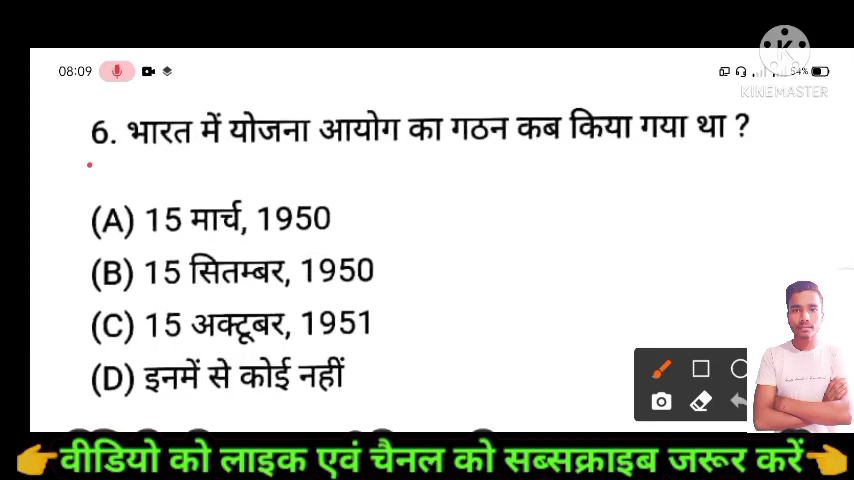 08:09
54%
KINEMASTER
6. भारत में योजना आयोग का गठन कब किया गया था ?
(A) 15 मार्च, 1950
(B) 15 सितम्बर, 1950
(C) 15 अक्टूबर, 1951
(D) इनमें से कोई नहीं
👉वीडियो को लाइक एवं चैनल को सब्सक्राइब जरूर करें👈